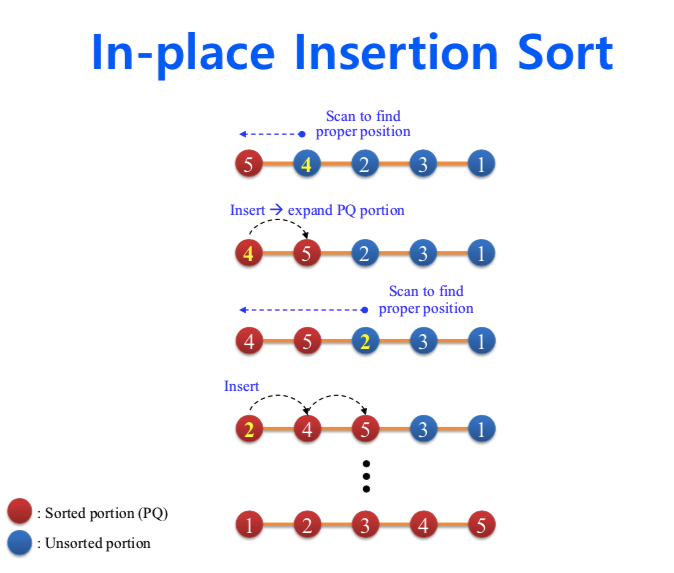 In-place Insertion Sort
Scan to find
proper position
5 4 2 3 1
Insert → expand PQ portion
4 5 2 3 1
Scan to find
proper position
4 5 2 3 1
Insert
2 4 5 3 1
1 2 3 4 5
: Sorted portion (PQ)
: Unsorted portion